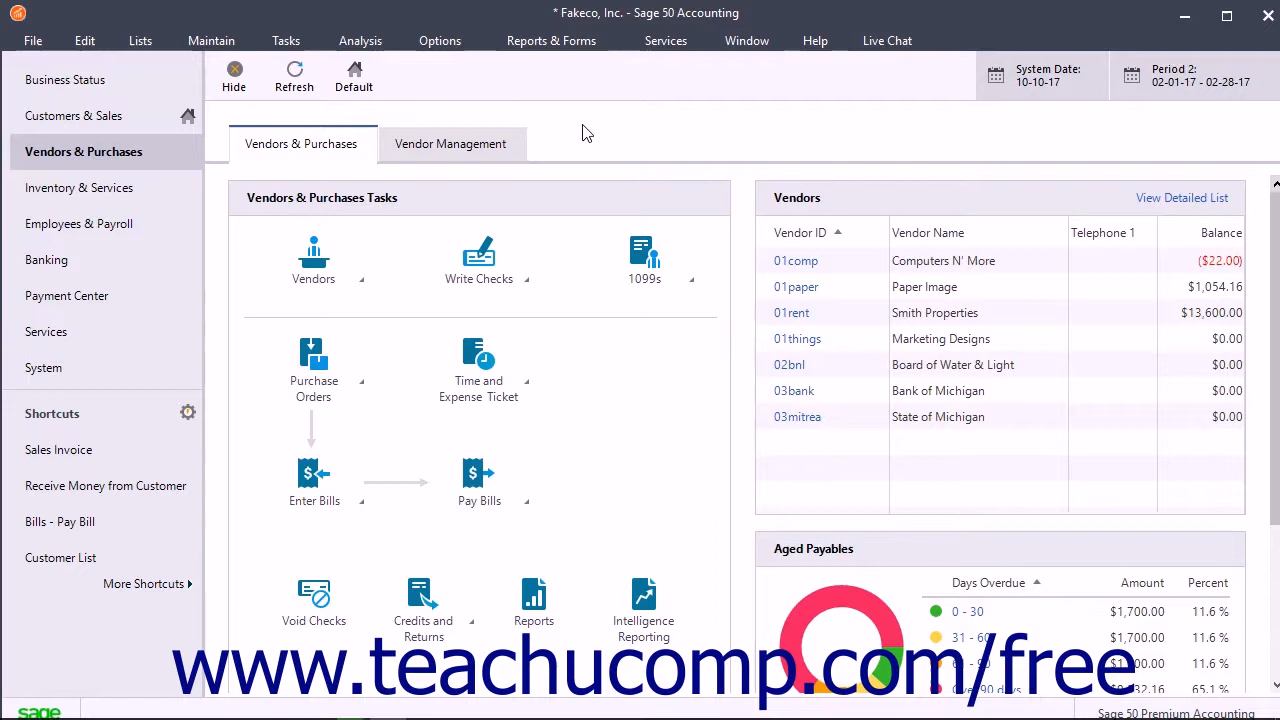 * Fakeco, Inc. - Sage 50 Accounting
File Edit Lists Maintain Tasks Analysis Options Reports & Forms Services Window Help Live Chat
Business Status
Customers & Sales
Vendors & Purchases
Inventory & Services
Employees & Payroll
Banking
Payment Center
Services
System
Shortcuts
Sales Invoice
Receive Money from Customer
Bills - Pay Bill
Customer List
More Shortcuts
Hide Refresh Default
System Date:
10-10-17
Period 2:
02-01-17 - 02-28-17
Vendors & Purchases Vendor Management
Vendors & Purchases Tasks
Vendors Write Checks 1099s
Purchase
Orders
Time and
Expense Ticket
Enter Bills Pay Bills
Void Checks
Credits and
Returns
Reports
Intelligence
Reporting
Vendors View Detailed List
Vendor ID Vendor Name Telephone 1 Balance
01comp Computers N' More ($22.00)
01paper Paper Image $1,054.16
01rent Smith Properties $13,600.00
01things Marketing Designs $0.00
02bnl Board of Water & Light $0.00
03bank Bank of Michigan $0.00
03mitrea State of Michigan $0.00
Aged Payables
Days Overdue Amount Percent
0 - 30 $1,700.00 11.6 %
31 - 60 $1,700.00 11.6 %
11.6 %
Over 90 days 65.1 %
www.teachucomp.com/free
sage
Sage 50 Premium Accounting